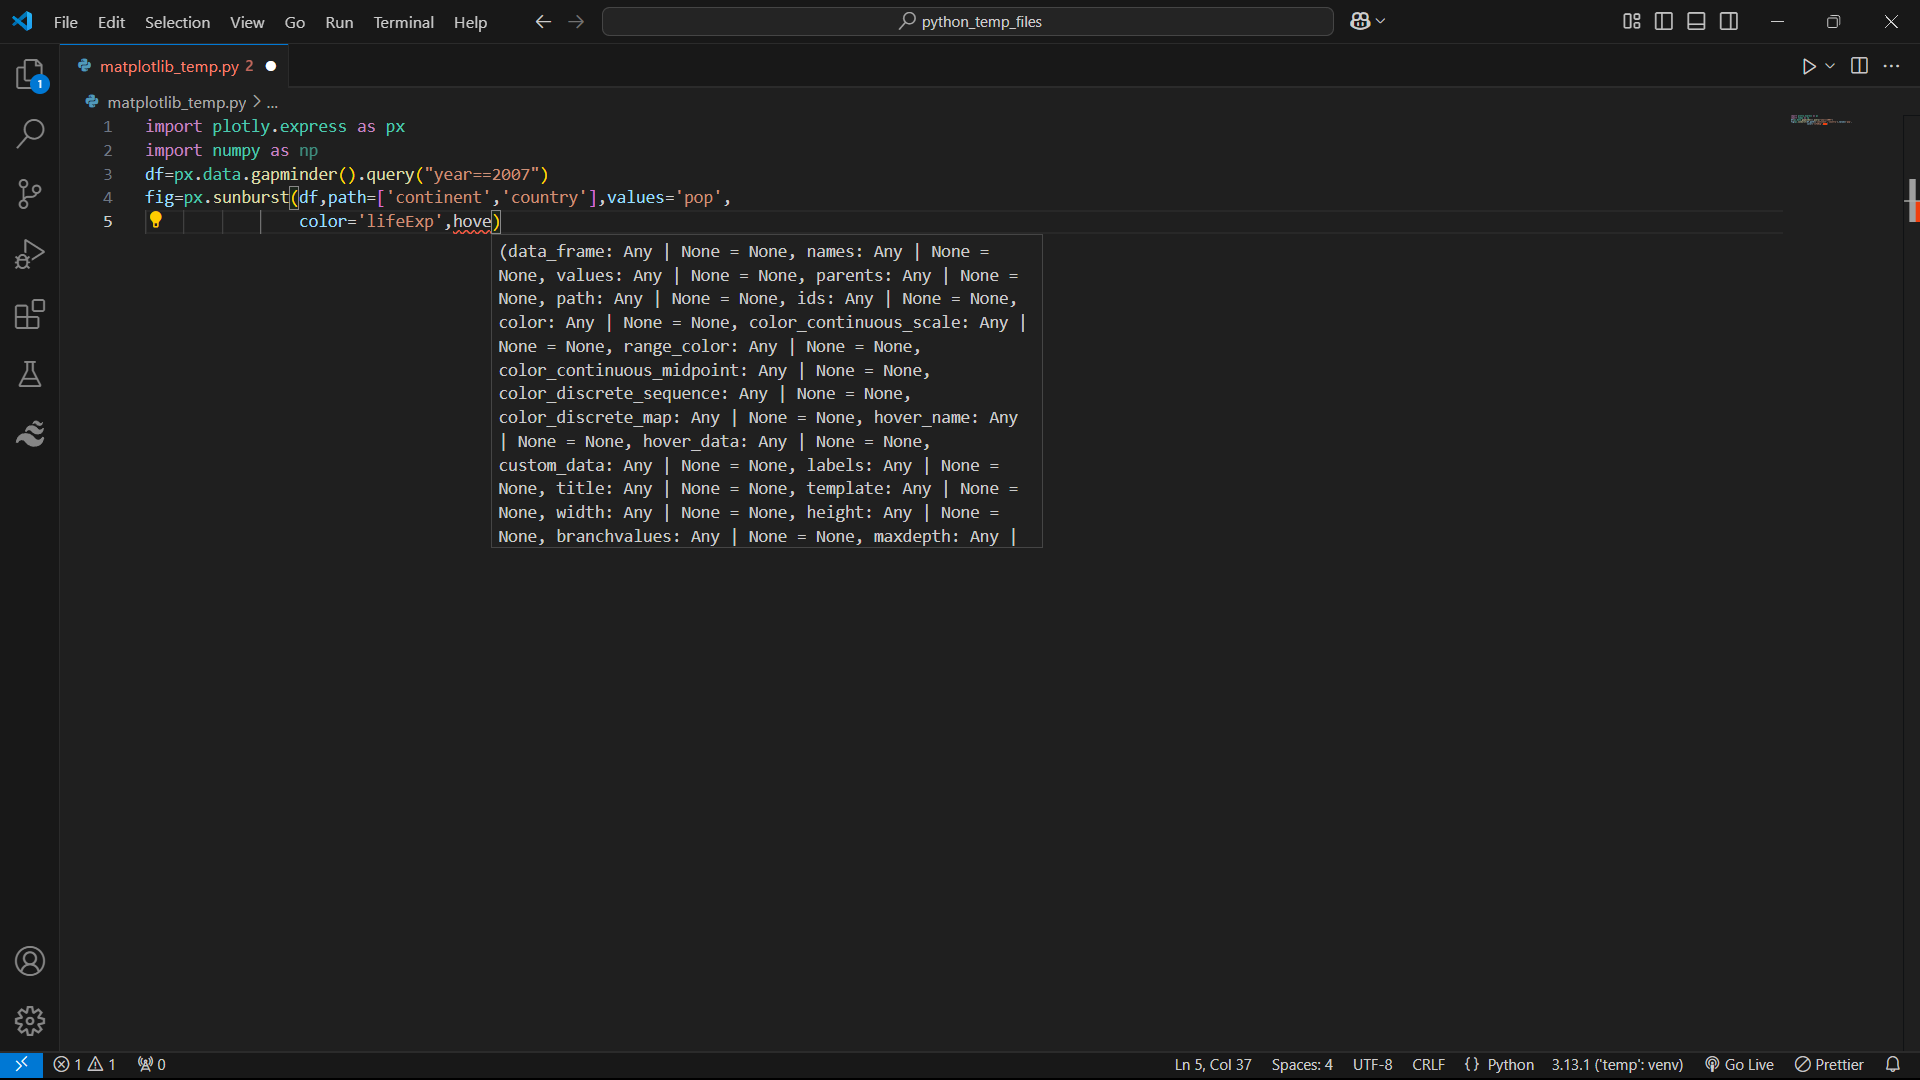 File Edit Selection View Go Run Terminal Help python_temp_files
1
matplotlib_temp.py 2
matplotlib_temp.py > ...
1 import plotly.express as px
2 import numpy as np
3 df=px.data.gapminder().query("year==2007")
4 fig=px.sunburst(df,path=['continent','country'],values='pop',
5 color='lifeExp',hove)
(data_frame: Any | None = None, names: Any | None =
None, values: Any | None = None, parents: Any | None =
None, path: Any | None = None, ids: Any | None = None,
color: Any | None = None, color_continuous_scale: Any |
None = None, range_color: Any | None = None,
color_continuous_midpoint: Any | None = None,
color_discrete_sequence: Any | None = None,
color_discrete_map: Any | None = None, hover_name: Any
| None = None, hover_data: Any | None = None,
custom_data: Any | None = None, labels: Any | None =
None, title: Any | None = None, template: Any | None =
None, width: Any | None = None, height: Any | None =
None, branchvalues: Any | None = None, maxdepth: Any |
1 1 0 Ln 5, Col 37 Spaces: 4 UTF-8 CRLF {} Python 3.13.1 ('temp': venv) Go Live Prettier